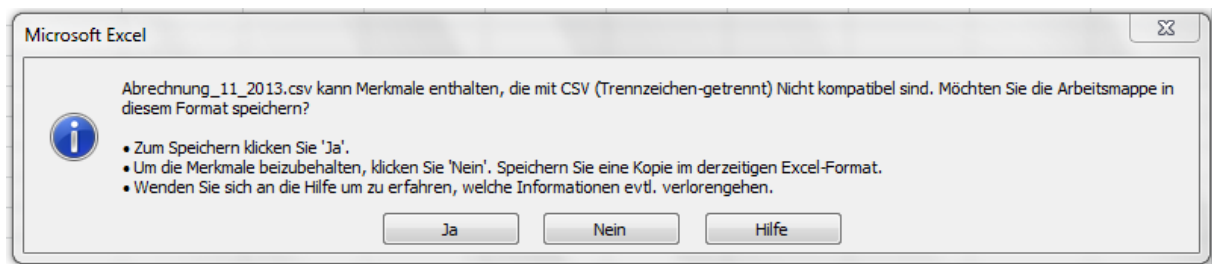 Microsoft Excel
Abrechnung_11_2013.csv kann Merkmale enthalten, die mit CSV (Trennzeichen-getrennt) Nicht kompatibel sind. Möchten Sie die Arbeitsmappe in
diesem Format speichern?
• Zum Speichern klicken Sie 'Ja'.
• Um die Merkmale beizubehalten, klicken Sie 'Nein'. Speichern Sie eine Kopie im derzeitigen Excel-Format.
• Wenden Sie sich an die Hilfe um zu erfahren, welche Informationen evtl. verlorengehen.
Ja Nein Hilfe